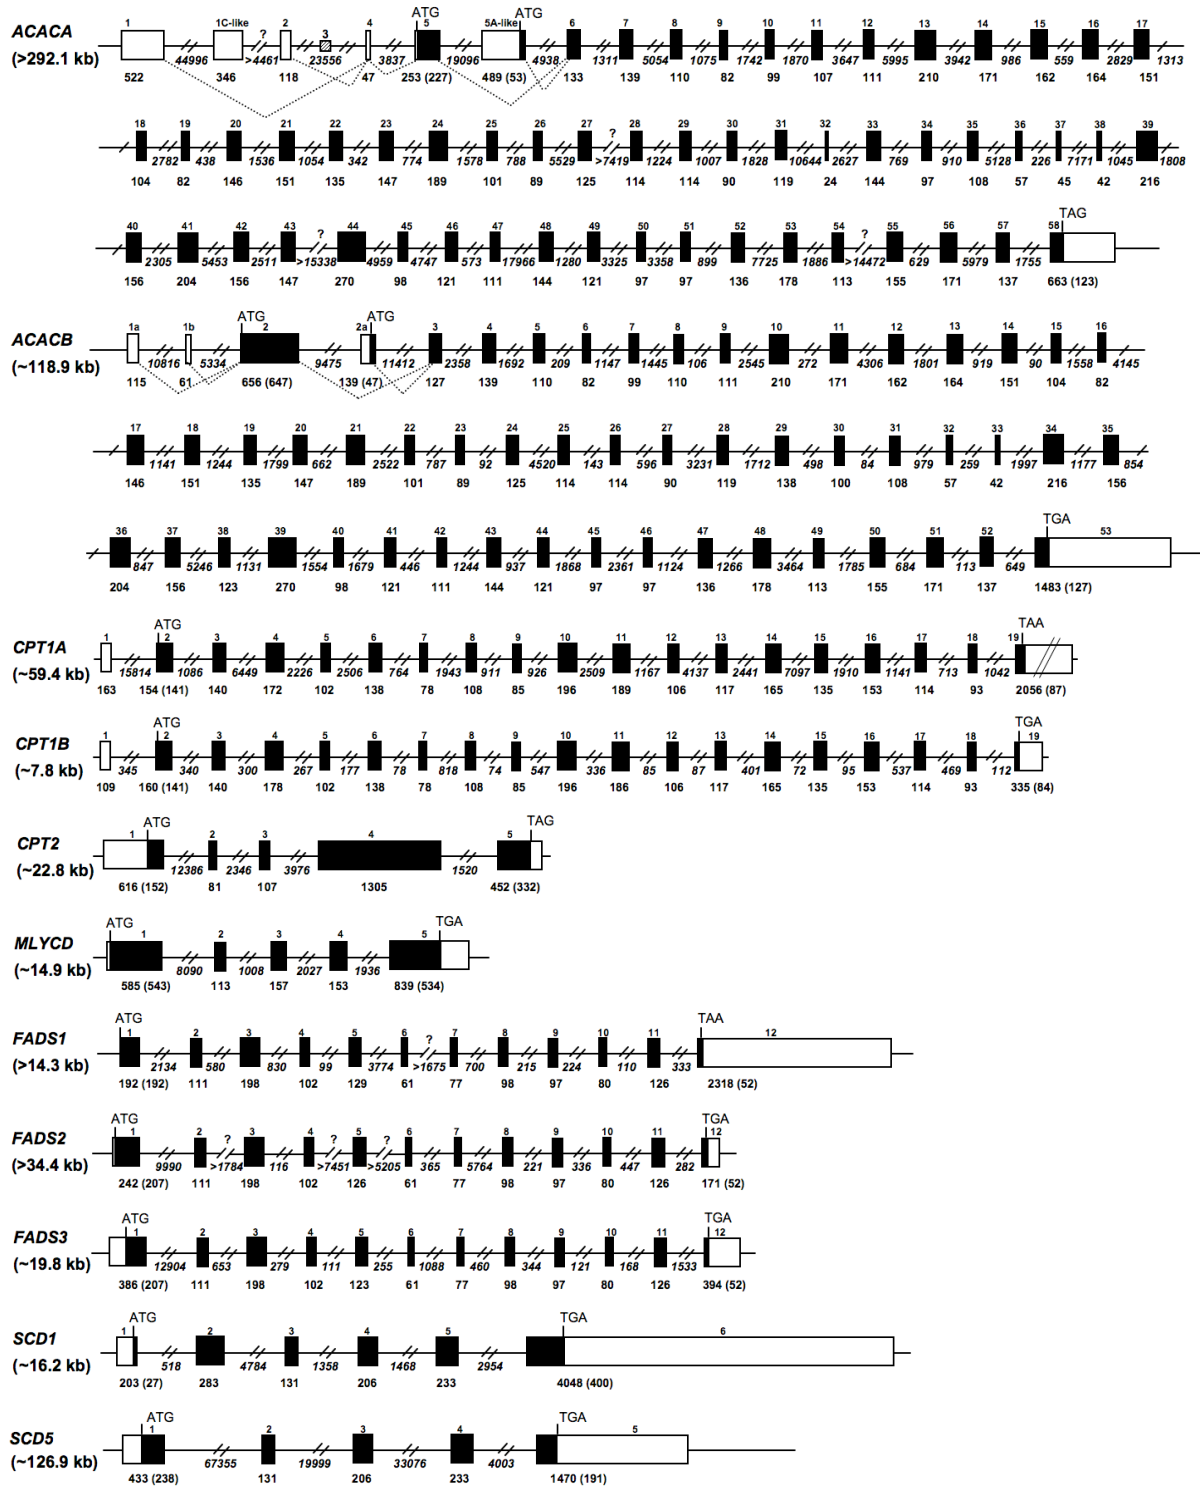 ATG ATG
1 1C-like 2 3 4 5 5A-like 6 7 8 9 10 11 12 13 14 15 16 17
ACACA
(>292.1 kb)
? 
44996 >4461 23556 3837 19096 4938 1311 5054 1075 1742 1870 3647 5995 3942 986 559 2829 1313
522 346 118 47 253 (227) 489 (53) 133 139 110 82 99 107 111 210 171 162 164 151
18 19 20 21 22 23 24 25 26 27 ? 28 29 30 31 32 33 34 35 36 37 38 39
2782 438 1536 1054 342 774 1578 788 5529 >7419 1224 1007 1828 10644 2627 769 910 5128 226 7171 1045 1808
104 82 146 151 135 147 189 101 89 125 114 114 90 119 24 144 97 108 57 45 42 216
TAG
40 41 42 43 ? 44 45 46 47 48 49 50 51 52 53 54 ? 55 56 57 58
2305 5453 2511 >15338 4959 4747 573 17966 1280 3325 3358 899 7725 1886 >14472 629 5979 1755
156 204 156 147 270 98 121 111 144 121 97 97 136 178 113 155 171 137 663 (123)
ATG ATG
1a 1b 2 2a 3 4 5 6 7 8 9 10 11 12 13 14 15 16
ACACB
(~118.9 kb)
10816 5334 9475 11412 2358 1692 209 1147 1445 106 2545 272 4306 1801 919 90 1558 4145
115 61 656 (647) 139 (47) 127 139 110 82 99 110 111 210 171 162 164 151 104 82
17 18 19 20 21 22 23 24 25 26 27 28 29 30 31 32 33 34 35
1141 1244 1799 662 2522 787 92 4520 143 596 3231 1712 498 84 979 259 1997 1177 854
146 151 135 147 189 101 89 125 114 114 90 119 138 100 108 57 42 216 156
TGA
36 37 38 39 40 41 42 43 44 45 46 47 48 49 50 51 52 53
847 5246 1131 1554 1679 446 1244 937 1868 2361 1124 1266 3464 1785 684 113 649
204 156 123 270 98 121 111 144 121 97 97 136 178 113 155 171 137 1483 (127)
ATG TAA
1 2 3 4 5 6 7 8 9 10 11 12 13 14 15 16 17 18 19
CPT1A
(~59.4 kb)
15814 1086 6449 2226 2506 764 1943 911 926 2509 1167 4137 2441 7097 1910 1141 713 1042
163 154 (141) 140 172 102 138 78 108 85 196 189 106 117 165 135 153 114 93 2056 (87)
ATG TGA
1 2 3 4 5 6 7 8 9 10 11 12 13 14 15 16 17 18 19
CPT1B
(~7.8 kb)
345 340 300 267 177 78 818 74 547 336 85 87 401 72 95 537 469 112
109 160 (141) 140 178 102 138 78 108 85 196 186 106 117 165 135 153 114 93 335 (84)
ATG TAG
1 2 3 4 5
CPT2
(~22.8 kb)
12386 2346 3976 1520
616 (152) 81 107 1305 452 (332)
ATG TGA
1 2 3 4 5
MLYCD
(~14.9 kb)
8090 1008 2027 1936
585 (543) 113 157 153 839 (534)
ATG TAA
1 2 3 4 5 6 ? 7 8 9 10 11 12
FADS1
(>14.3 kb)
2134 580 830 99 3774 >1675 700 215 224 110 333
192 (192) 111 198 102 129 61 77 98 97 80 126 2318 (52)
ATG TGA
1 2 ? 3 4 ? 5 ? 6 7 8 9 10 11 12
FADS2
(>34.4 kb)
9990 >1784 116 >7451 >5205 365 5764 221 336 447 282
242 (207) 111 198 102 126 61 77 98 97 80 126 171 (52)
ATG TGA
1 2 3 4 5 6 7 8 9 10 11 12
FADS3
(~19.8 kb)
12904 653 279 111 255 1088 460 344 121 168 1533
386 (207) 111 198 102 123 61 77 98 97 80 126 394 (52)
ATG TGA
1 2 3 4 5 6
SCD1
(~16.2 kb)
518 4784 1358 1468 2954
203 (27) 283 131 206 233 4048 (400)
ATG TGA
1 2 3 4 5
SCD5
(~126.9 kb)
67355 19999 33076 4003
433 (238) 131 206 233 1470 (191)